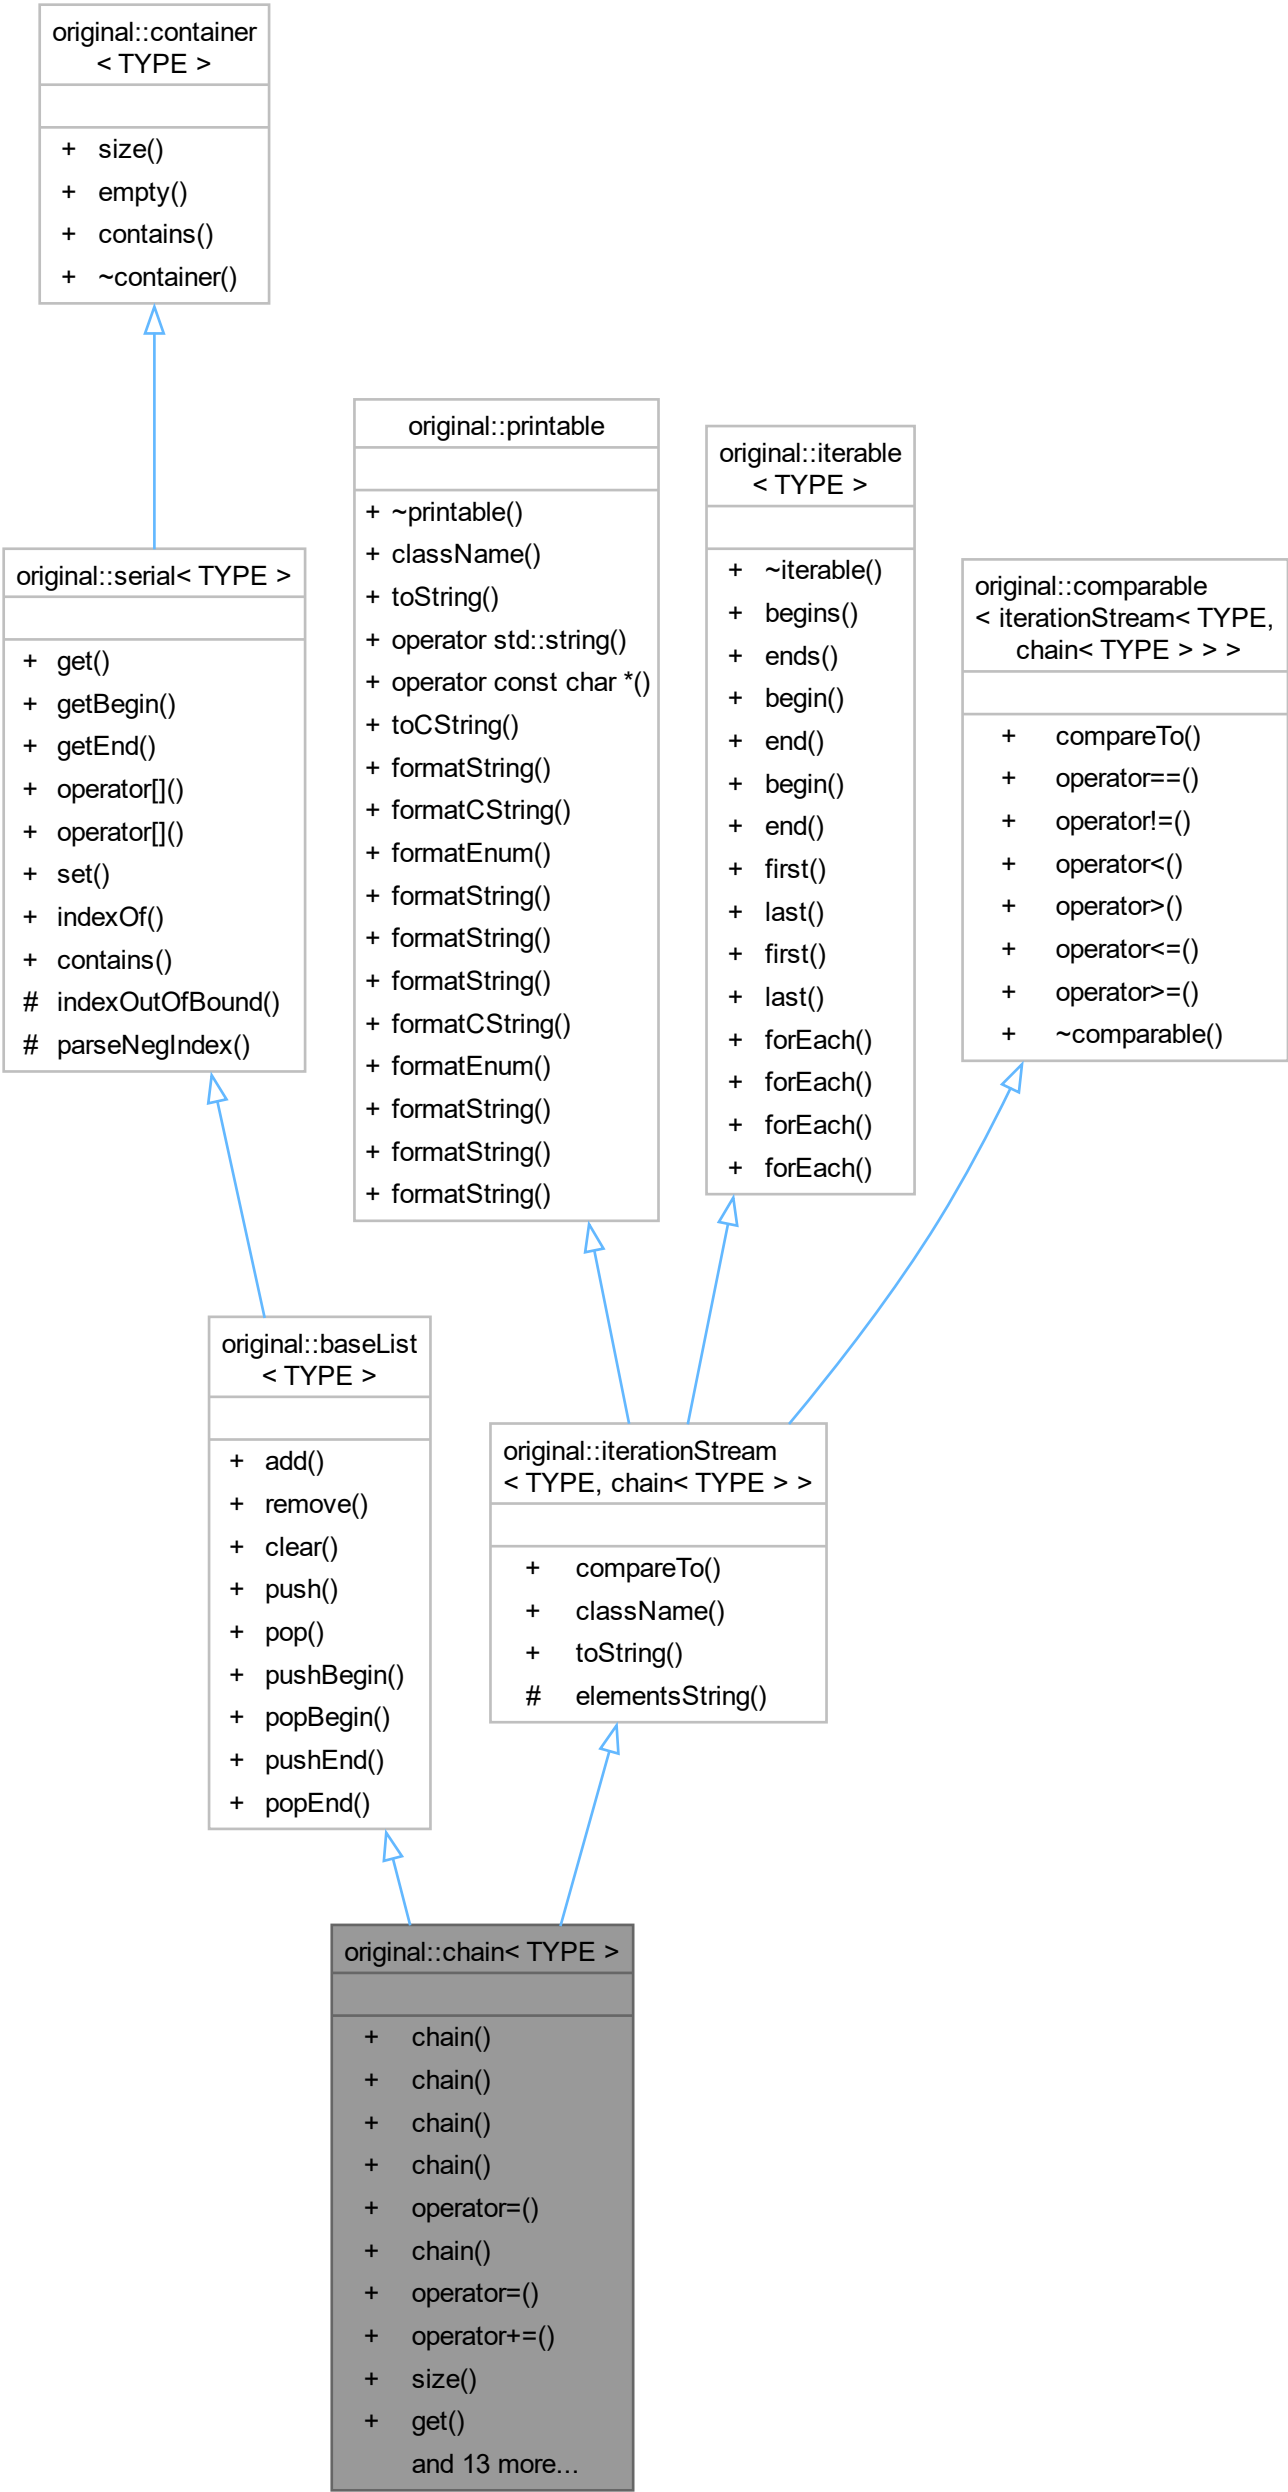 original::container
< TYPE >
+ size()
+ empty()
+ contains()
+ ~container()
original::serial< TYPE >
+ get()
+ getBegin()
+ getEnd()
+ operator[]()
+ operator[]()
+ set()
+ indexOf()
+ contains()
# indexOutOfBound()
# parseNegIndex()
original::printable
+ ~printable()
+ className()
+ toString()
+ operator std::string()
+ operator const char *()
+ toCString()
+ formatString()
+ formatCString()
+ formatEnum()
+ formatString()
+ formatString()
+ formatString()
+ formatCString()
+ formatEnum()
+ formatString()
+ formatString()
+ formatString()
original::iterable
< TYPE >
+ ~iterable()
+ begins()
+ ends()
+ begin()
+ end()
+ begin()
+ end()
+ first()
+ last()
+ first()
+ last()
+ forEach()
+ forEach()
+ forEach()
+ forEach()
original::comparable
< iterationStream< TYPE,
chain< TYPE > > >
+ compareTo()
+ operator==()
+ operator!=()
+ operator<()
+ operator>()
+ operator<=()
+ operator>=()
+ ~comparable()
original::baseList
< TYPE >
+ add()
+ remove()
+ clear()
+ push()
+ pop()
+ pushBegin()
+ popBegin()
+ pushEnd()
+ popEnd()
original::iterationStream
< TYPE, chain< TYPE > >
+ compareTo()
+ className()
+ toString()
# elementsString()
original::chain< TYPE >
+ chain()
+ chain()
+ chain()
+ chain()
+ operator=()
+ chain()
+ operator=()
+ operator+=()
+ size()
+ get()
and 13 more...